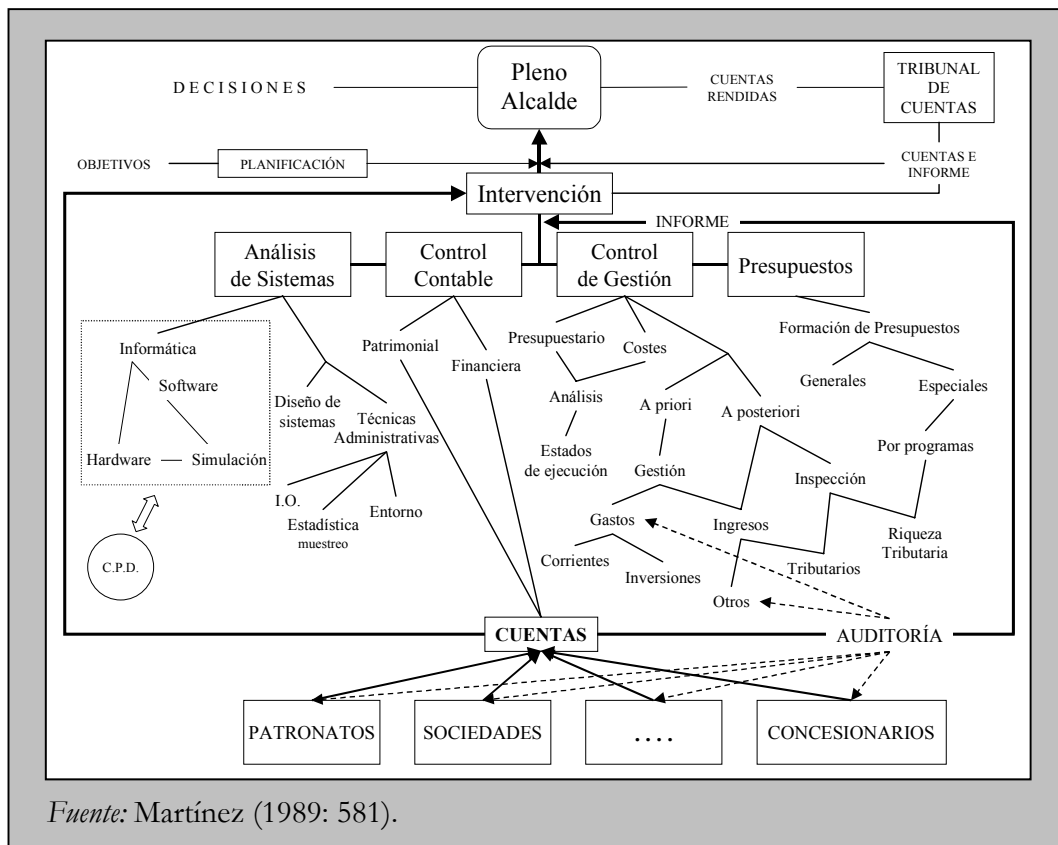 DECISIONES
Pleno
Alcalde
CUENTAS
RENDIDAS
TRIBUNAL
DE
CUENTAS
OBJETIVOS
PLANIFICACIÓN
CUENTAS E
INFORME
Intervención
INFORME
Análisis
de Sistemas
Control
Contable
Control
de Gestión
Presupuestos
Informática
Software
Hardware
Simulación
Diseño de
sistemas
Técnicas
Administrativas
I.O.
Estadística
muestreo
Entorno
C.P.D.
Patrimonial
Financiera
Presupuestario
Costes
Análisis
Estados
de ejecución
A priori
A posteriori
Gestión
Inspección
Gastos
Ingresos
Corrientes
Inversiones
Tributarios
Otros
Formación de Presupuestos
Generales
Especiales
Por programas
Riqueza
Tributaria
CUENTAS
AUDITORÍA
PATRONATOS
SOCIEDADES
....
CONCESIONARIOS
Fuente: Martínez (1989: 581).